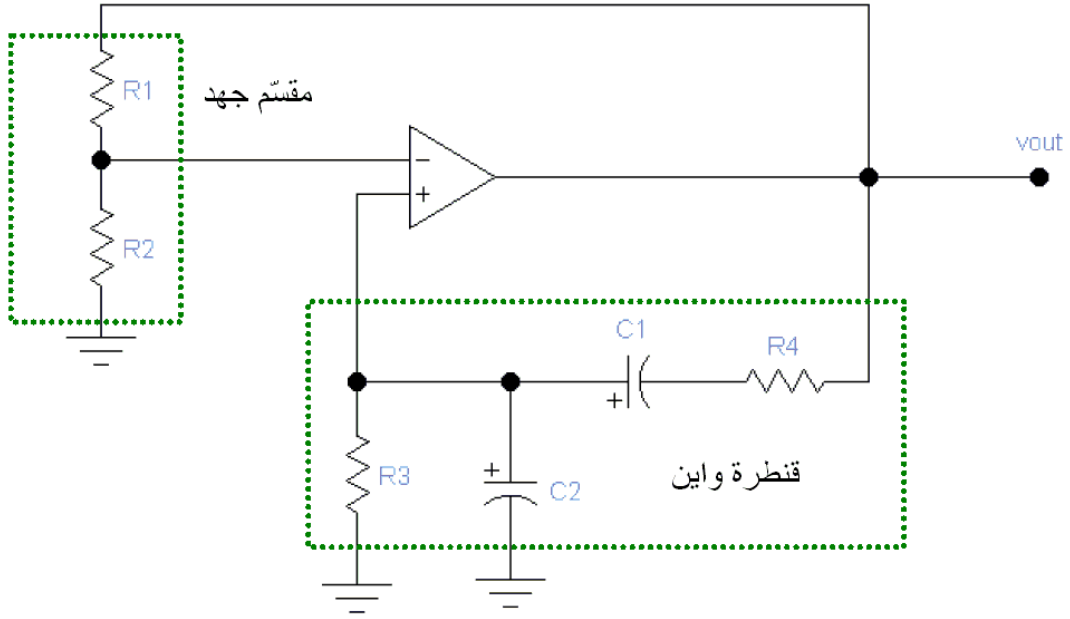 R1
مقسّم جهد
vout
−
+
R2
C1
R4
+
R3
+
C2
قنطرة واين